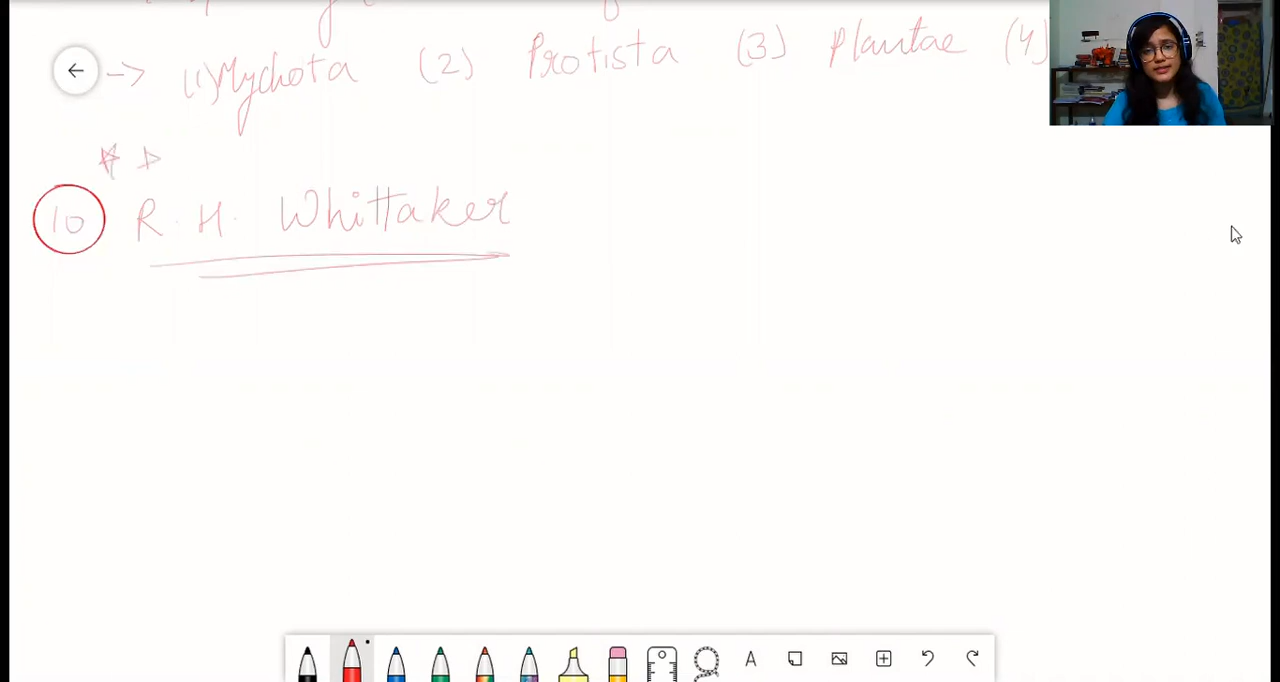 -> (1) Mychota (2) Protista (3) Plantae (4)
10 R. H. Whittaker
A